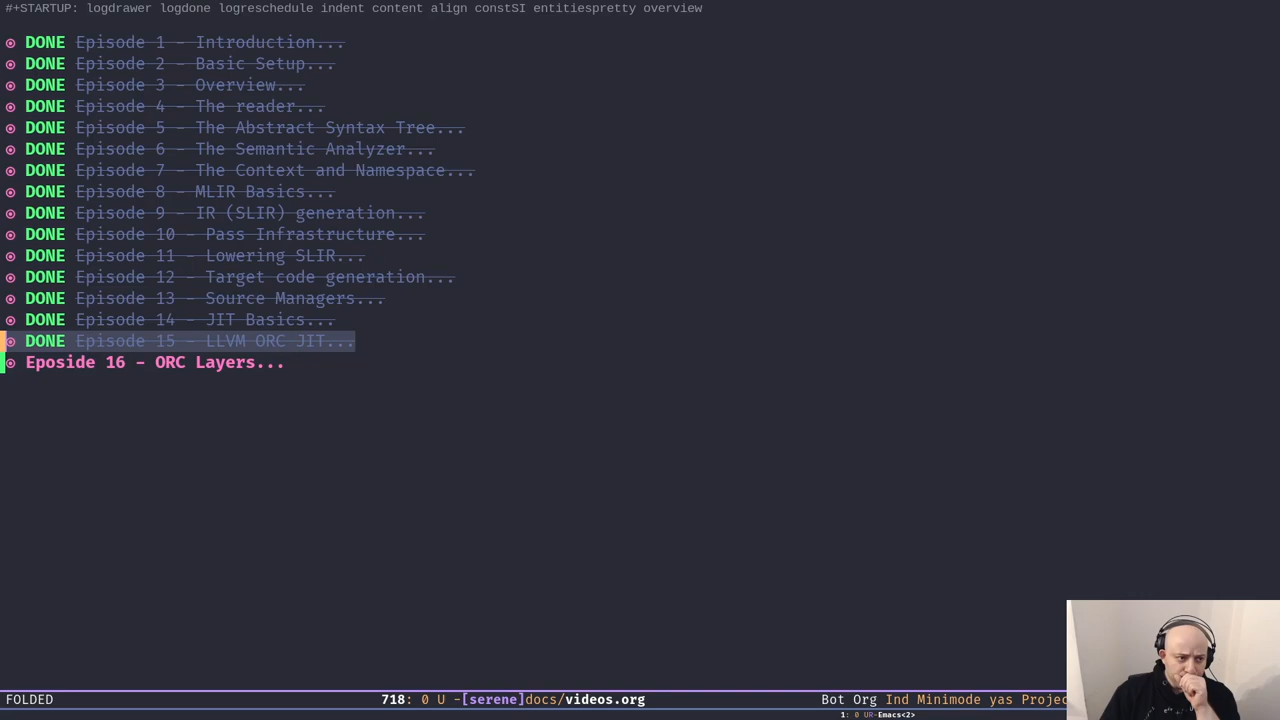 #+STARTUP: logdrawer logdone logreschedule indent content align constSI entitiespretty overview
DONE Episode 1 - Introduction...
DONE Episode 2 - Basic Setup...
DONE Episode 3 - Overview...
DONE Episode 4 - The reader...
DONE Episode 5 - The Abstract Syntax Tree...
DONE Episode 6 - The Semantic Analyzer...
DONE Episode 7 - The Context and Namespace...
DONE Episode 8 - MLIR Basics...
DONE Episode 9 - IR (SLIR) generation...
DONE Episode 10 - Pass Infrastructure...
DONE Episode 11 - Lowering SLIR...
DONE Episode 12 - Target code generation...
DONE Episode 13 - Source Managers...
DONE Episode 14 - JIT Basics...
DONE Episode 15 - LLVM ORC JIT...
Eposide 16 - ORC Layers...
FOLDED 718: 0 U -[serene]docs/videos.org Bot Org Ind Minimode yas Projec
1: 0 UR-Emacs<2>